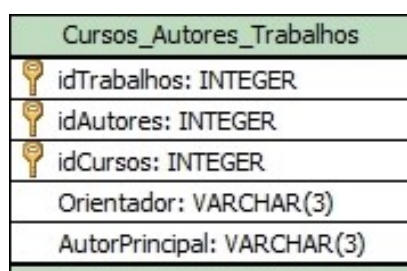 Cursos_Autores_Trabalhos
idTrabalhos: INTEGER
idAutores: INTEGER
idCursos: INTEGER
Orientador: VARCHAR(3)
AutorPrincipal: VARCHAR(3)